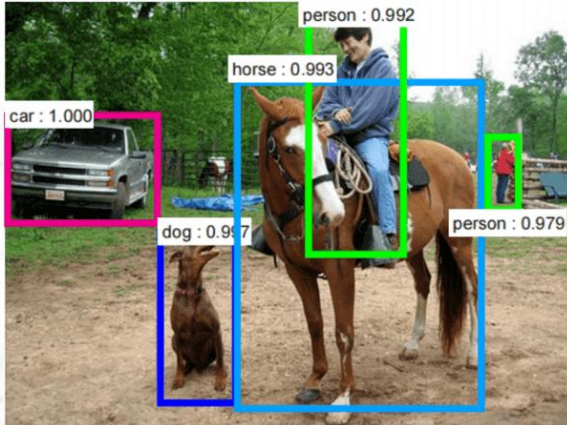 person : 0.992
horse : 0.993
car : 1.000
dog : 0.997
person : 0.979